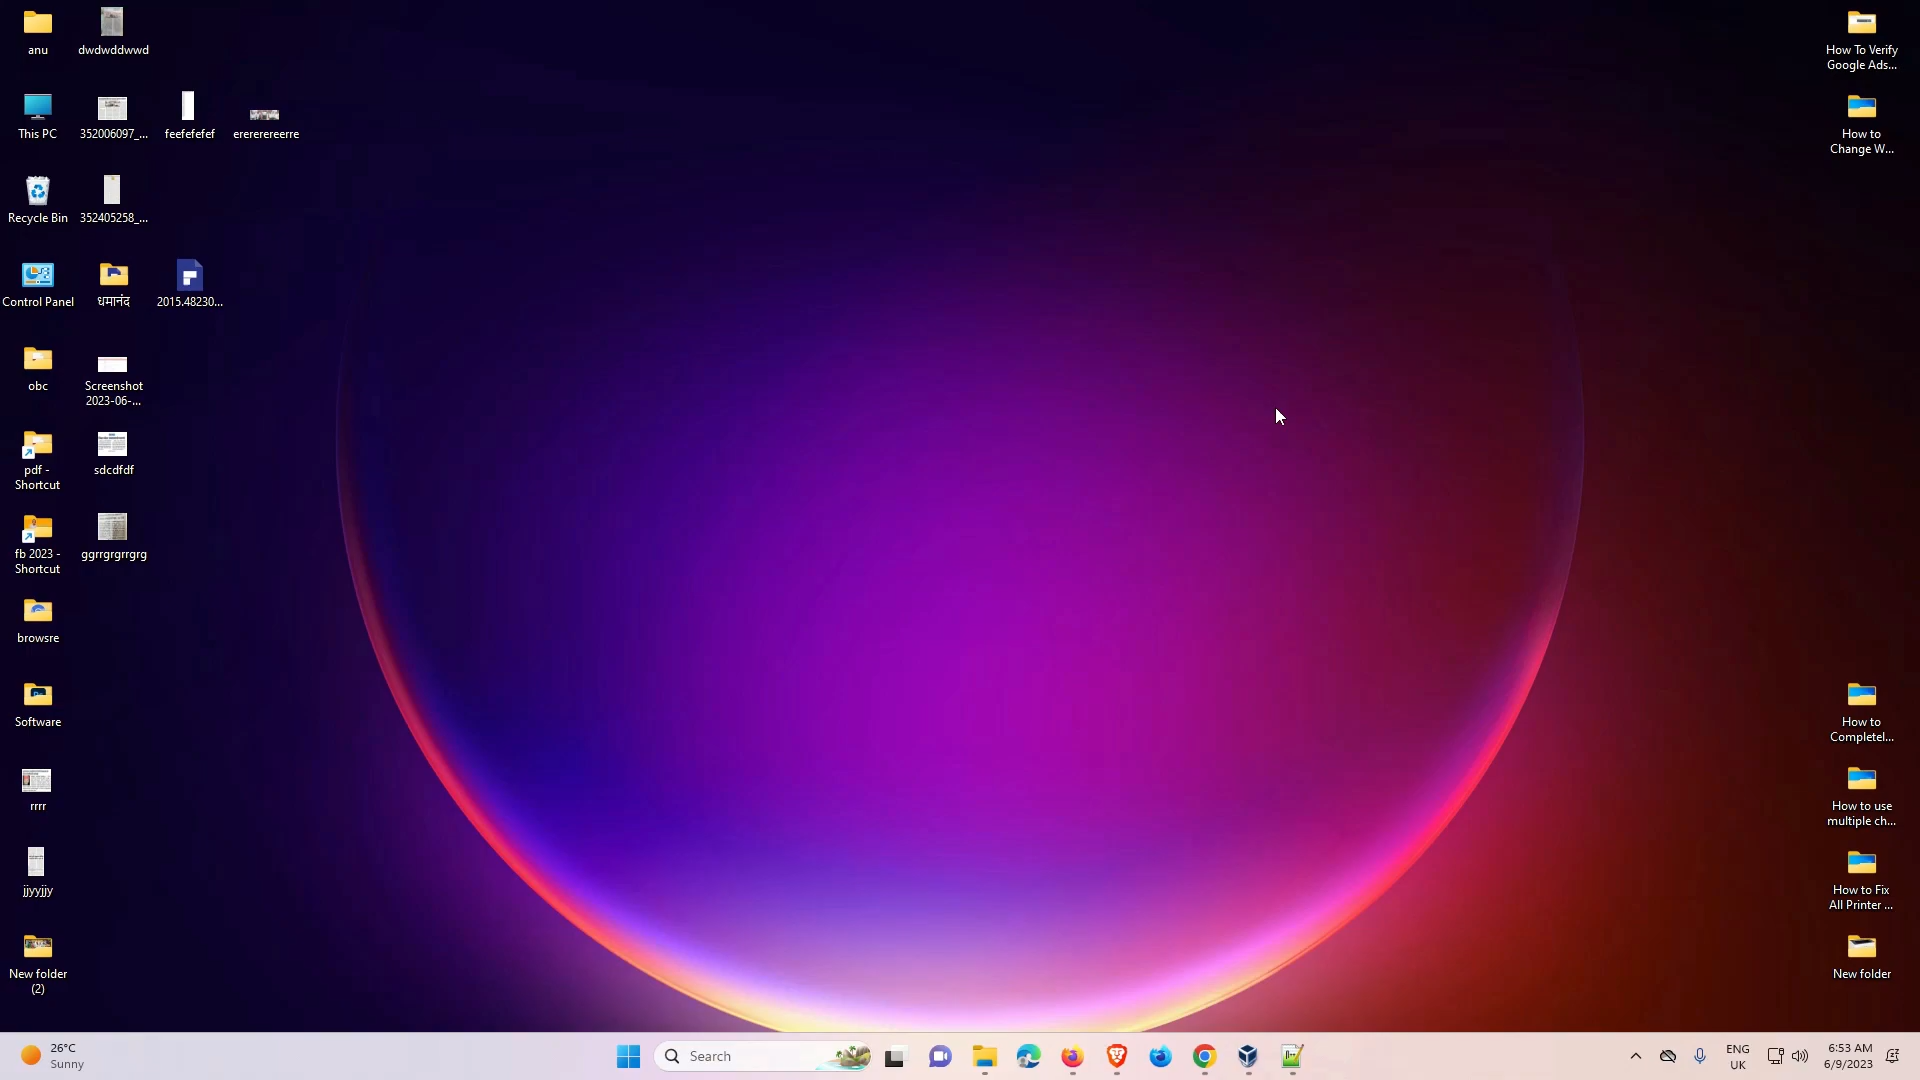 anu
dwdwddwwd
This PC
352006097_...
feefefefef
erererereerre
Recycle Bin
352405258_...
Control Panel
धमानंद
2015.48230...
obc
Screenshot
2023-06-...
pdf -
Shortcut
sdcdfdf
fb 2023 -
Shortcut
ggrrgrgrrgrg
browsre
Software
rrrr
jjyyjjy
New folder
(2)
How To Verify
Google Ads...
How to
Change W...
How to
Completel...
How to use
multiple ch...
How to Fix
All Printer ...
New folder
26°C
Sunny
Search
ENG
UK
6:53 AM
6/9/2023